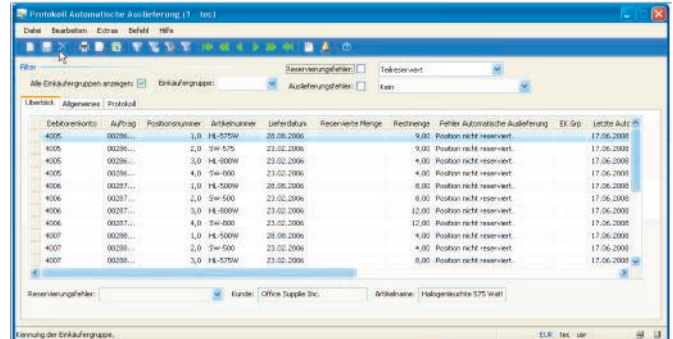 Protokoll Automatische Auslieferung (1 tec)
Datei Bearbeiten Extras Befehl Hilfe
Filter
Reservierungsfehler: Teilreserviert
Alle Einkäufergruppen anzeigen: Einkäufergruppe: Auslieferungsfehler: Kein
Überblick Allgemeines Protokoll
Debitorenkonto Auftrag Positionsnummer Artikelnummer Lieferdatum Reservierte Menge Restmenge Fehler Automatische Auslieferung EK Grp Letzte Autc
4005 00286... 1,0 HL-575W 28.08.2006 9,00 Position nicht reserviert. 17.06.2008
4005 00286... 2,0 SW-575 23.02.2006 9,00 Position nicht reserviert. 17.06.2008
4005 00286... 3,0 HL-800W 23.02.2006 4,00 Position nicht reserviert. 17.06.2008
4005 00286... 4,0 SW-800 23.02.2006 4,00 Position nicht reserviert. 17.06.2008
4006 00287... 1,0 HL-500W 28.08.2006 8,00 Position nicht reserviert. 17.06.2008
4006 00287... 2,0 SW-500 23.02.2006 8,00 Position nicht reserviert. 17.06.2008
4006 00287... 3,0 HL-800W 23.02.2006 12,00 Position nicht reserviert. 17.06.2008
4006 00287... 4,0 SW-800 23.02.2006 12,00 Position nicht reserviert. 17.06.2008
4007 00288... 1,0 HL-500W 28.08.2006 4,00 Position nicht reserviert. 17.06.2008
4007 00288... 2,0 SW-500 23.02.2006 4,00 Position nicht reserviert. 17.06.2008
4007 00288... 3,0 HL-575W 23.02.2006 8,00 Position nicht reserviert. 17.06.2008
Reservierungsfehler: Kunde: Office Supplie Inc. Artikelname: Halogenleuchte 575 Watt
Kennung der Einkäufergruppe. EUR tec usr